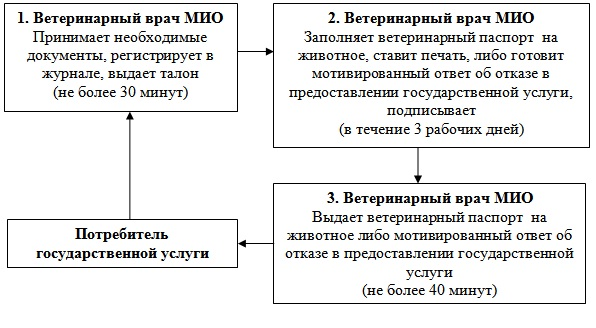 1. Ветеринарный врач МИО
Принимает необходимые
документы, регистрирует в
журнале, выдает талон
(не более 30 минут)
2. Ветеринарный врач МИО
Заполняет ветеринарный паспорт на
животное, ставит печать, либо готовит
мотивированный ответ об отказе в
предоставлении государственной услуги,
подписывает
(в течение 3 рабочих дней)
3. Ветеринарный врач МИО
Выдает ветеринарный паспорт на
животное либо мотивированный ответ об
отказе в предоставлении государственной
услуги
(не более 40 минут)
Потребитель
государственной услуги